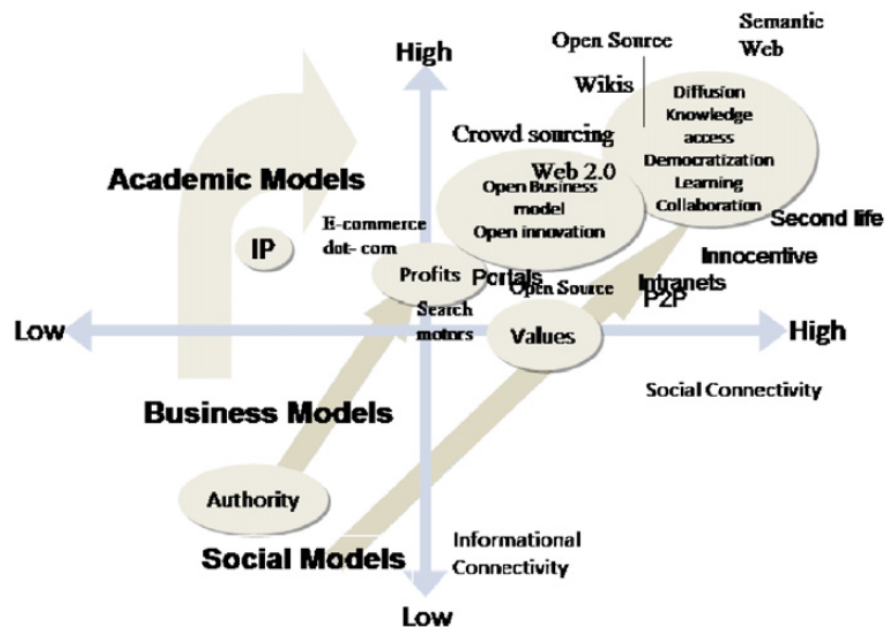 Semantic
Web
Open Source
High
Wikis
Diffusion
Knowledge
access
Democratization
Learning
Collaboration
Crowd sourcing
Web 2.0
Open Business
model
Open innovation
Academic Models
E-commerce
dot- com
IP
Second life
Innocentive
Profits
Portals
Intranets
Open Source
P2P
Search
motors
Values
Low
High
Social Connectivity
Business Models
Authority
Informational
Connectivity
Social Models
Low